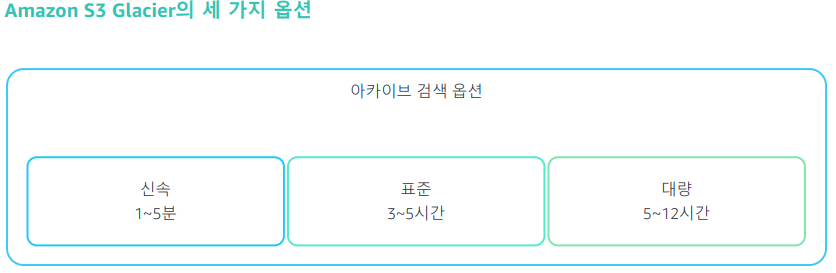 Amazon S3 Glacier의 세 가지 옵션
아카이브 검색 옵션
신속
1~5분
표준
3~5시간
대량
5~12시간